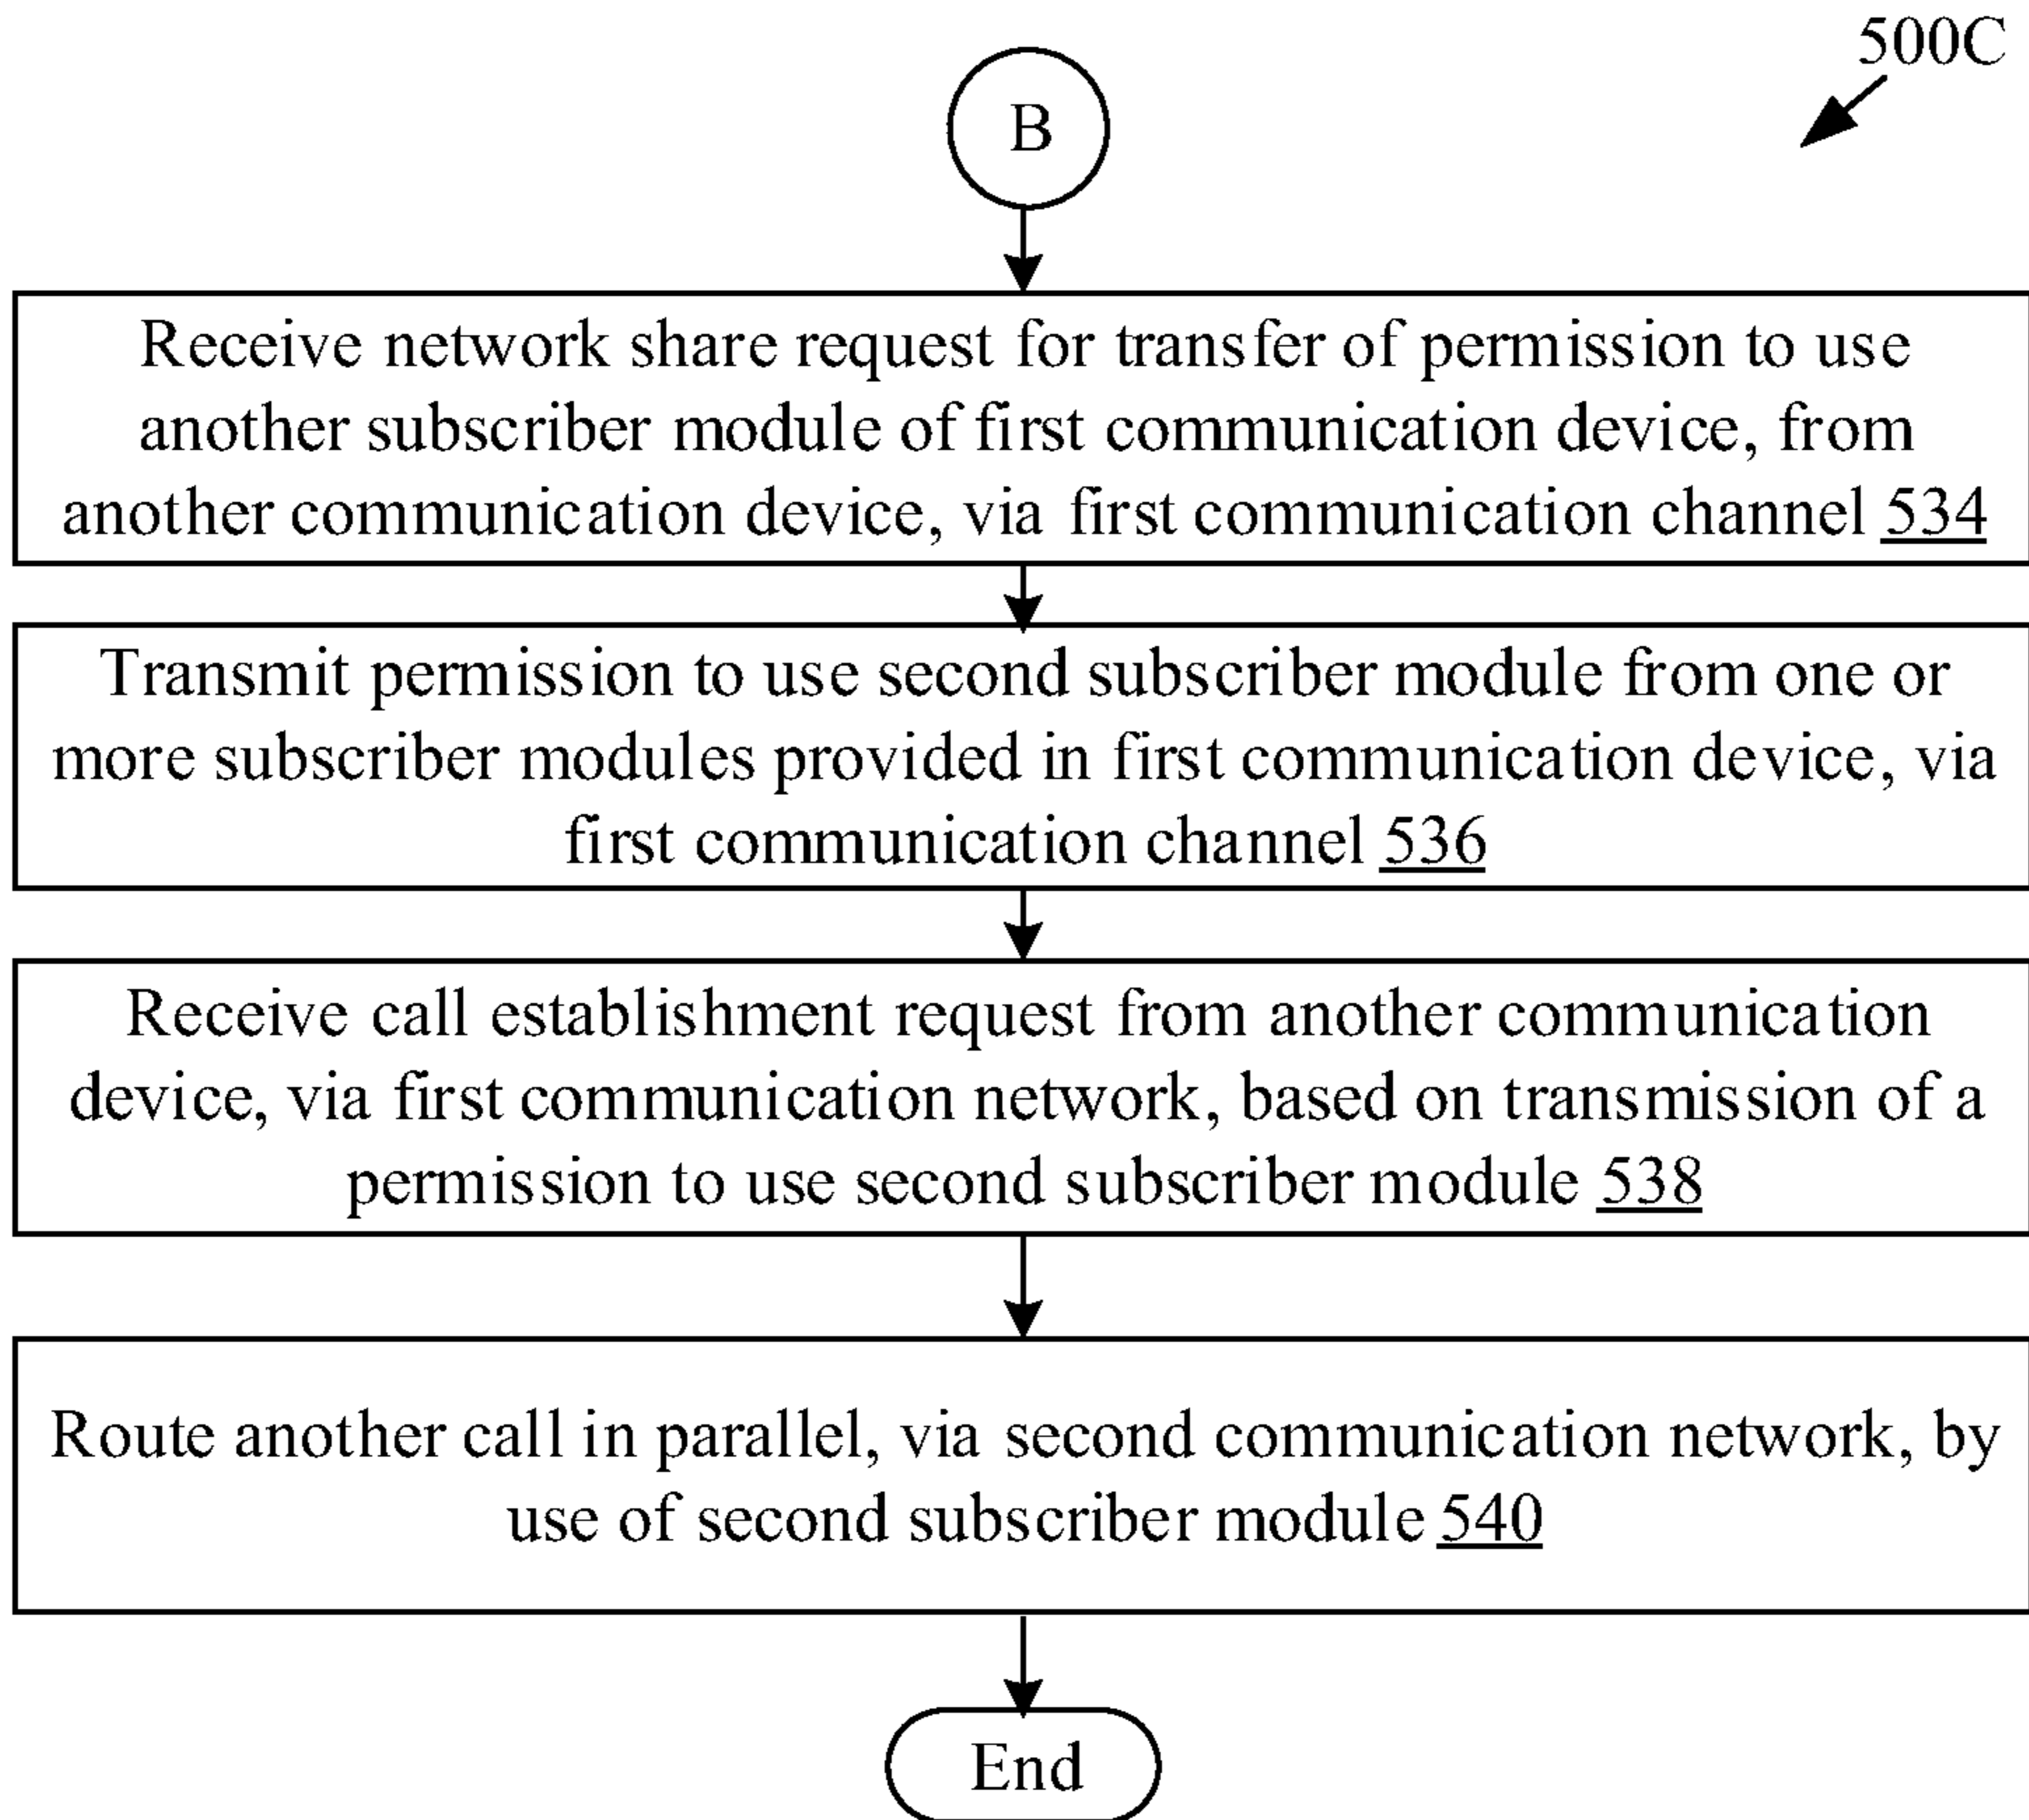 500C
B
Receive network share request for transfer of permission to use
another subscriber module of first communication device, from
another communication device, via first communication channel 534
Transmit permission to use second subscriber module from one or
more subscriber modules provided in first communication device, via
first communication channel 536
Receive call establishment request from another communication
device, via first communication network, based on transmission of a
permission to use second subscriber module 538
Route another call in parallel, via second communication network, by
use of second subscriber module 540
End